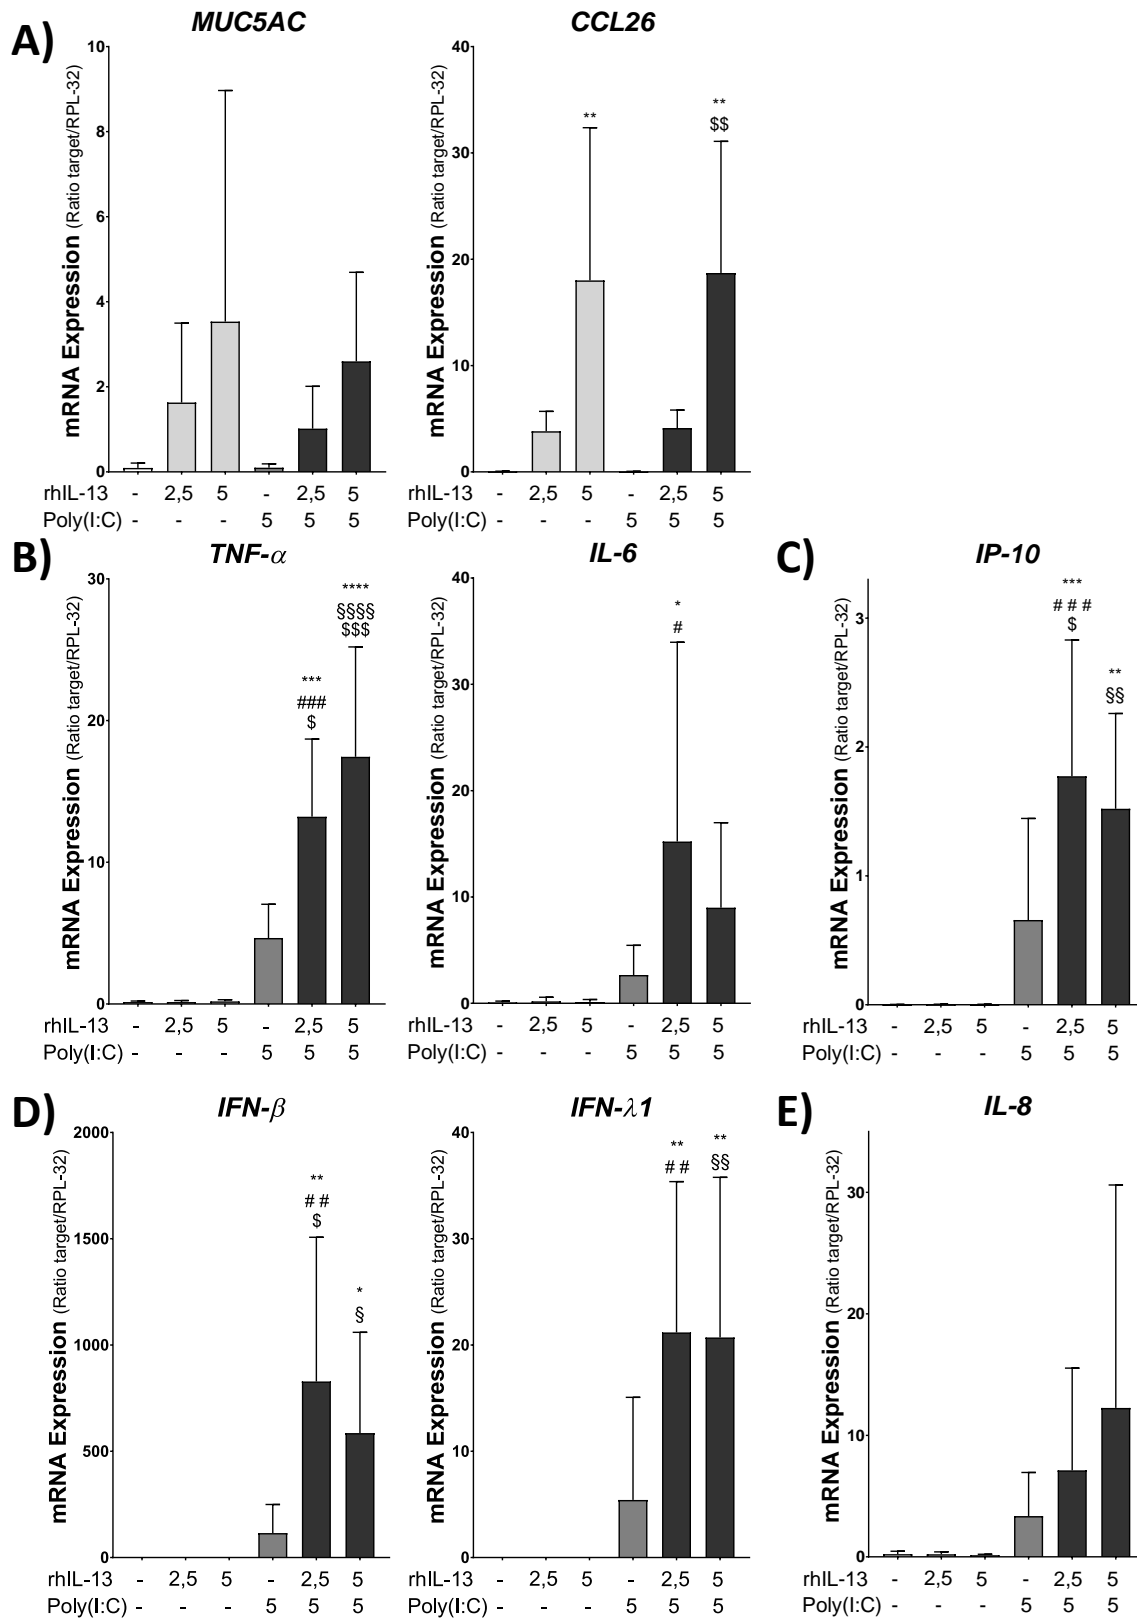 A)
MUC5AC
mRNA Expression (Ratio target/RPL-32)
10
8
6
4
2
0
rhIL-13 - 2,5 5 - 2,5 5
Poly(I:C) - - - 5 5 5
CCL26
mRNA Expression (Ratio target/RPL-32)
40
30
20
10
0
**
**
$$
- 2,5 5 - 2,5 5
- - - 5 5 5
B)
TNF-α
mRNA Expression (Ratio target/RPL-32)
30
20
10
0
***
###
$
****
§§§§
$$$
rhIL-13 - 2,5 5 - 2,5 5
Poly(I:C) - - - 5 5 5
IL-6
mRNA Expression (Ratio target/RPL-32)
40
30
20
10
0
*
#
- 2,5 5 - 2,5 5
- - - 5 5 5
C)
IP-10
mRNA Expression (Ratio target/RPL-32)
3
2
1
0
***
# # #
$
**
§§
rhIL-13 - 2,5 5 - 2,5 5
Poly(I:C) - - - 5 5 5
D)
IFN-β
mRNA Expression (Ratio target/RPL-32)
2000
1500
1000
500
0
**
# #
$
*
§
rhIL-13 - 2,5 5 - 2,5 5
Poly(I:C) - - - 5 5 5
IFN-λ1
mRNA Expression (Ratio target/RPL-32)
40
30
20
10
0
**
# #
**
§§
- 2,5 5 - 2,5 5
- - - 5 5 5
E)
IL-8
mRNA Expression (Ratio target/RPL-32)
30
20
10
0
rhIL-13 - 2,5 5 - 2,5 5
Poly(I:C) - - - 5 5 5